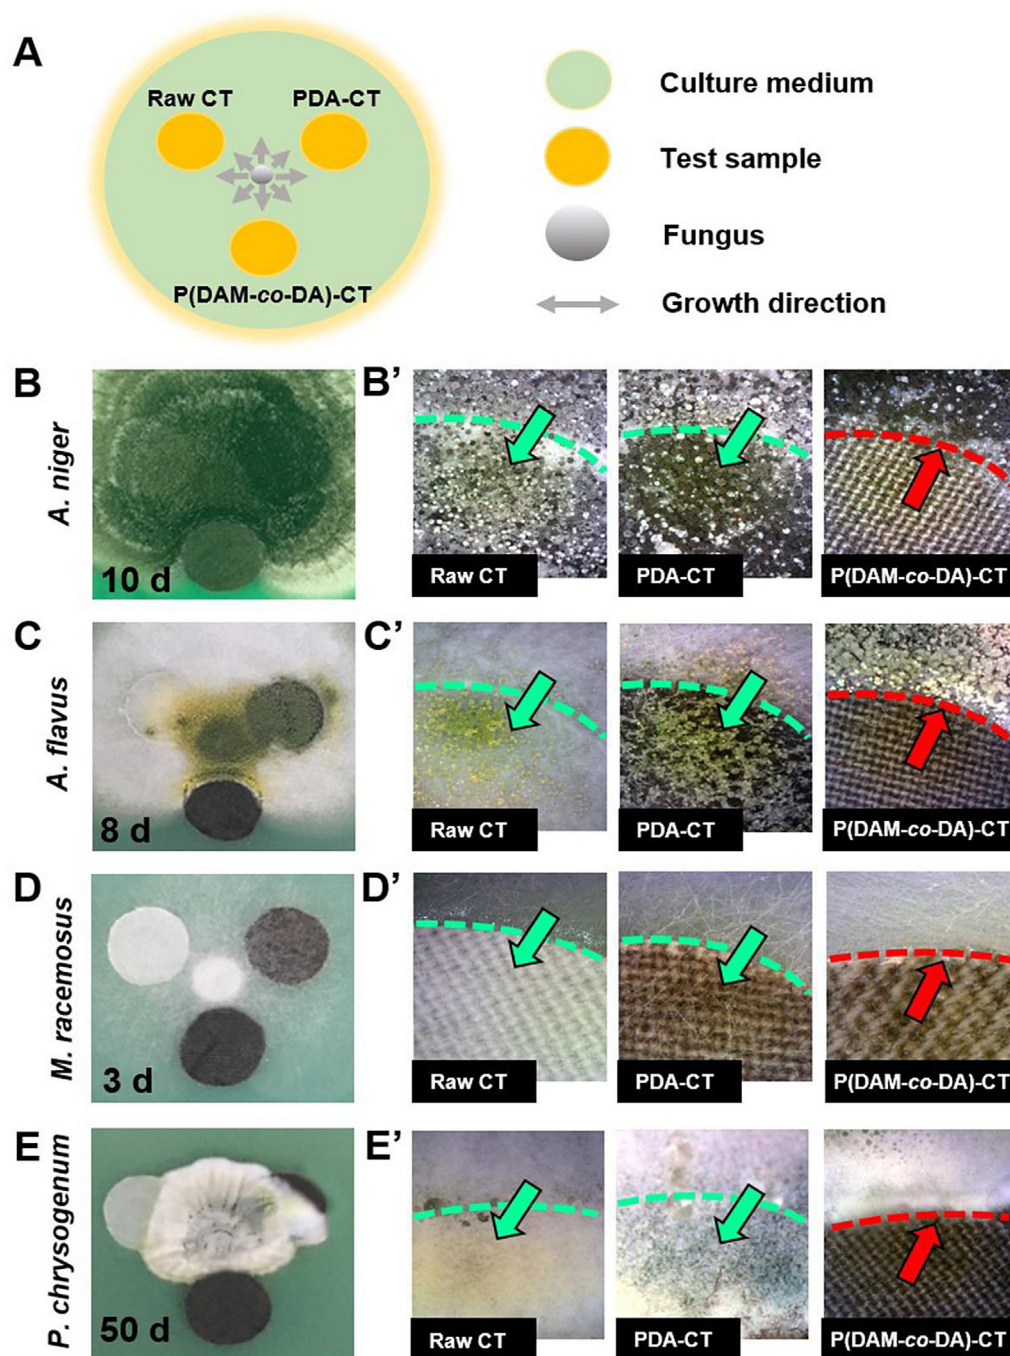 A
Raw CT
PDA-CT
P(DAM-co-DA)-CT
Culture medium
Test sample
Fungus
Growth direction
B
A. niger
10 d
B’
Raw CT
PDA-CT
P(DAM-co-DA)-CT
C
A. flavus
8 d
C’
Raw CT
PDA-CT
P(DAM-co-DA)-CT
D
M. racemosus
3 d
D’
Raw CT
PDA-CT
P(DAM-co-DA)-CT
E
P. chrysogenum
50 d
E’
Raw CT
PDA-CT
P(DAM-co-DA)-CT